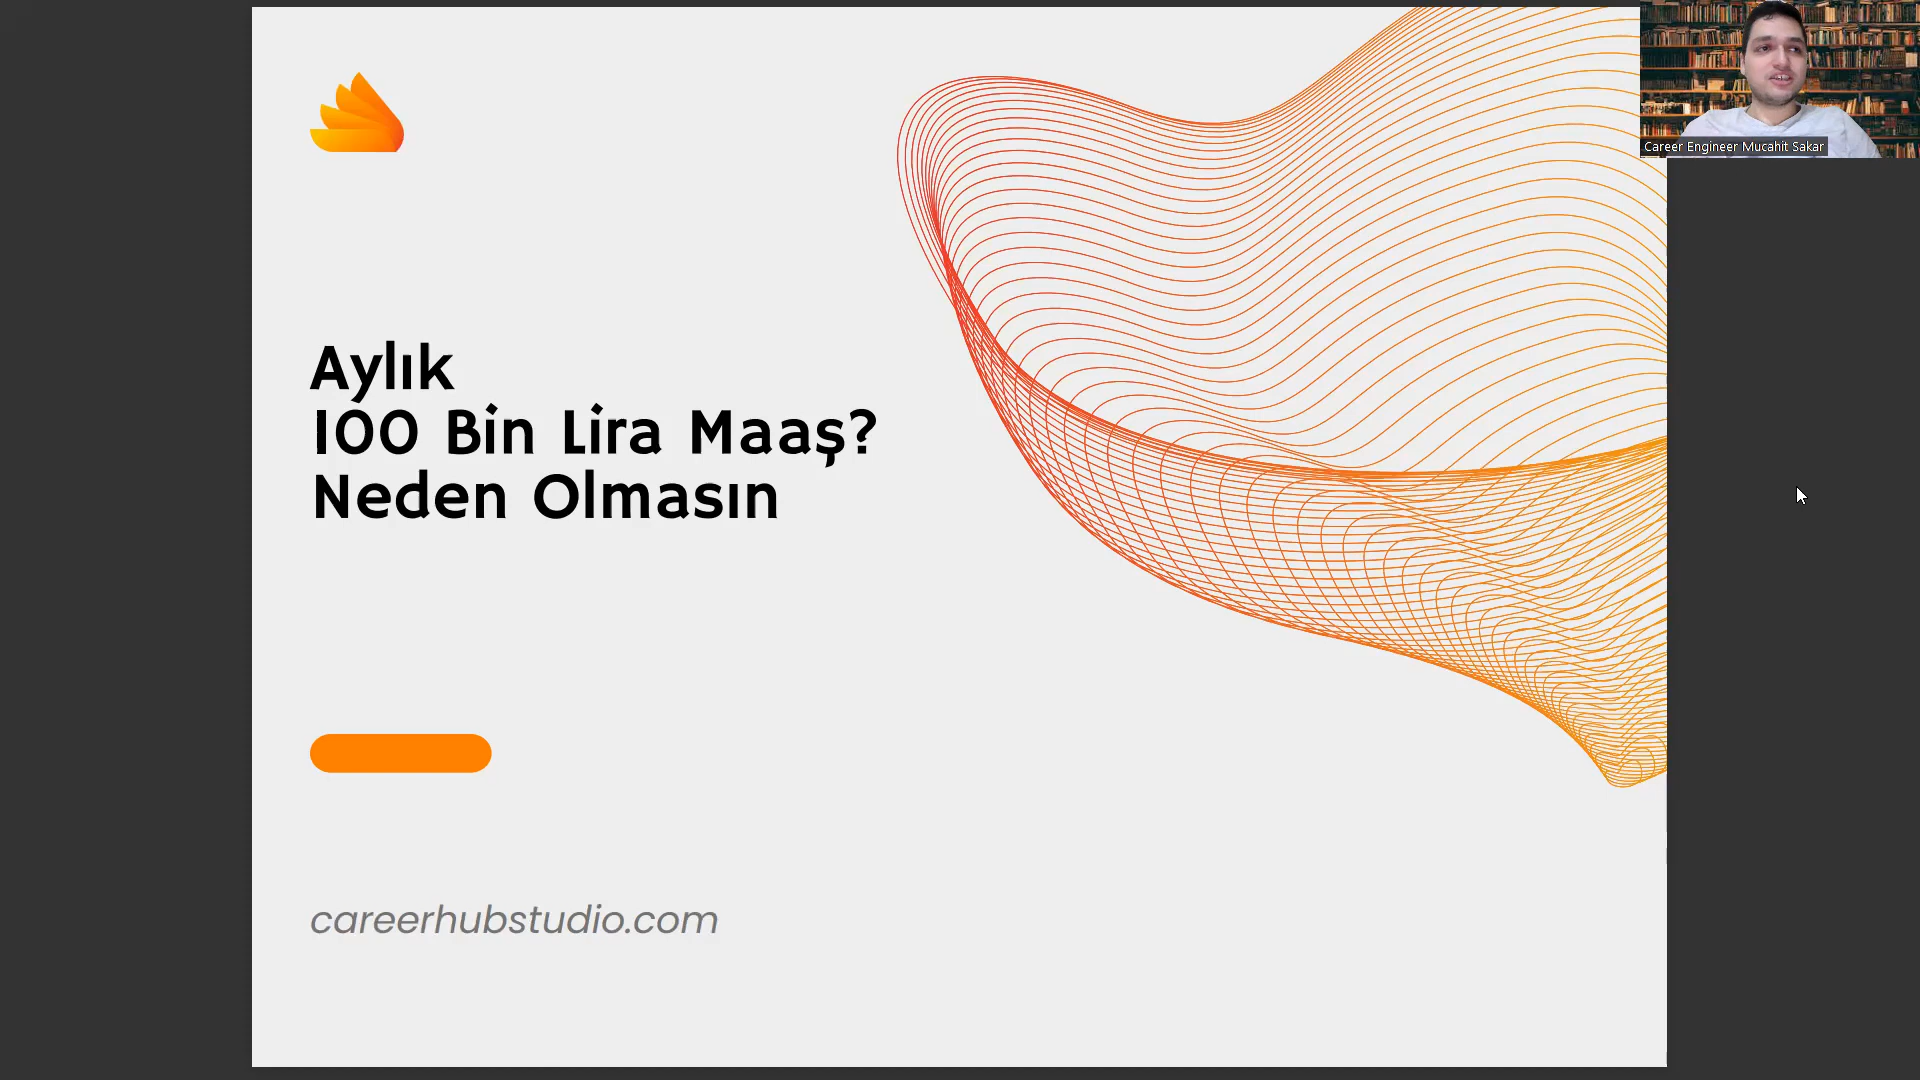 Aylık
100 Bin Lira Maaş?
Neden Olmasın
careerhubstudio.com
Career Engineer Mucahit Sakar